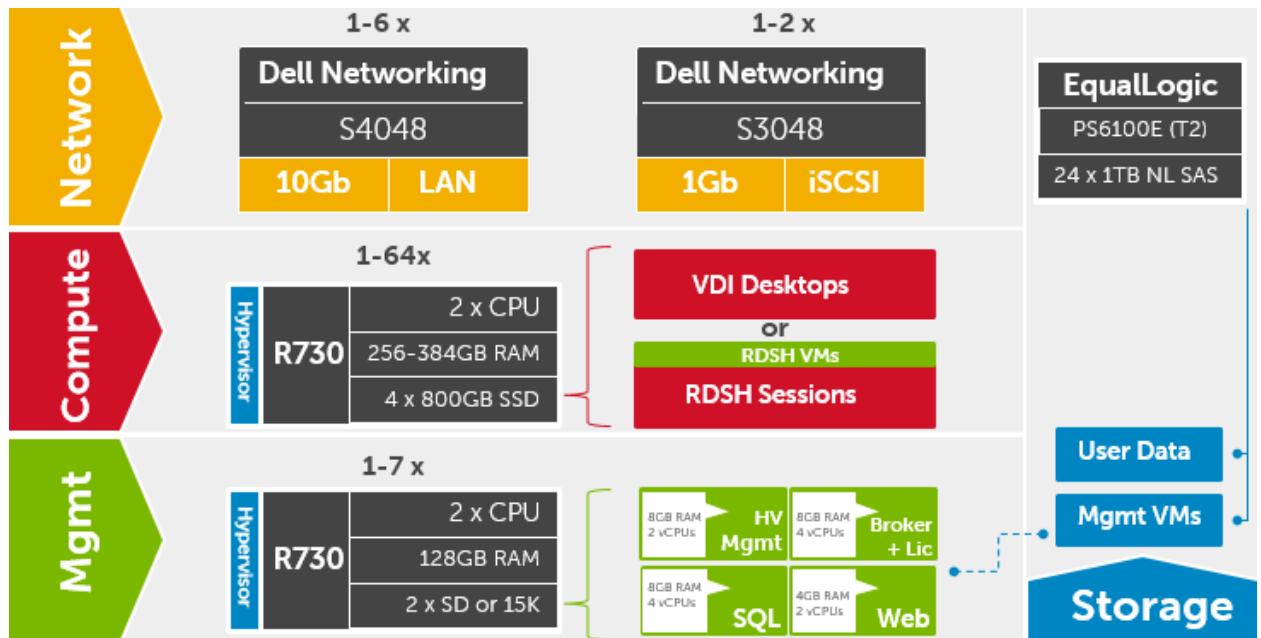 Network
1-6 x
Dell Networking
S4048
10Gb LAN
1-2 x
Dell Networking
S3048
1Gb iSCSI
EqualLogic
PS6100E (T2)
24 x 1TB NL SAS
Compute
1-64x
Hypervisor
R730
2 x CPU
256-384GB RAM
4 x 800GB SSD
VDI Desktops
or
RDSH VMs
RDSH Sessions
Mgmt
1-7 x
Hypervisor
R730
2 x CPU
128GB RAM
2 x SD or 15K
8GB RAM
2 vCPUs
HV
Mgmt
8GB RAM
4 vCPUs
Broker
+ Lic
8GB RAM
4 vCPUs
SQL
4GB RAM
2 vCPUs
Web
User Data
Mgmt VMs
Storage